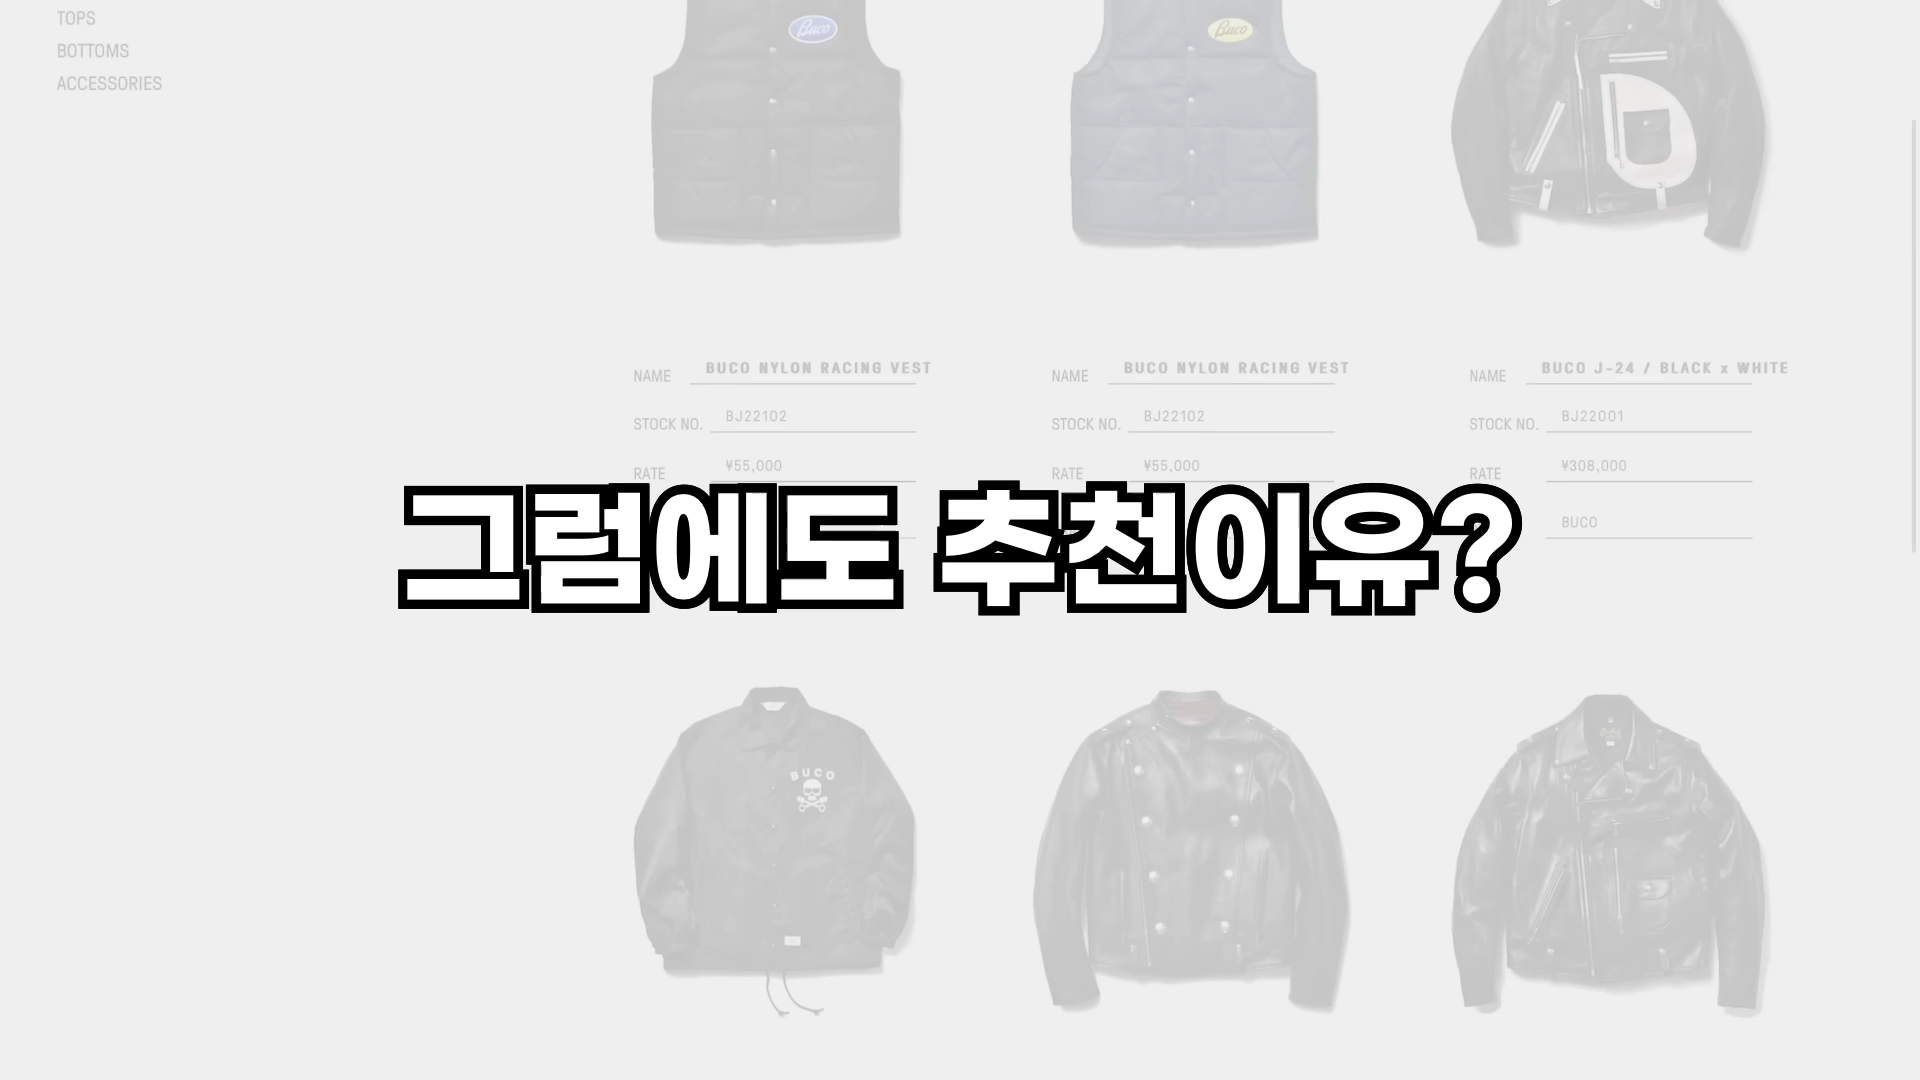 TOPS
BOTTOMS
ACCESSORIES
Buco
Buco
NAME BUCO NYLON RACING VEST
STOCK NO. BJ22102
RATE ¥55,000
NAME BUCO NYLON RACING VEST
STOCK NO. BJ22102
RATE ¥55,000
NAME BUCO J-24 / BLACK x WHITE
STOCK NO. BJ22001
RATE ¥308,000
BUCO
그럼에도 추천이유?
BUCO